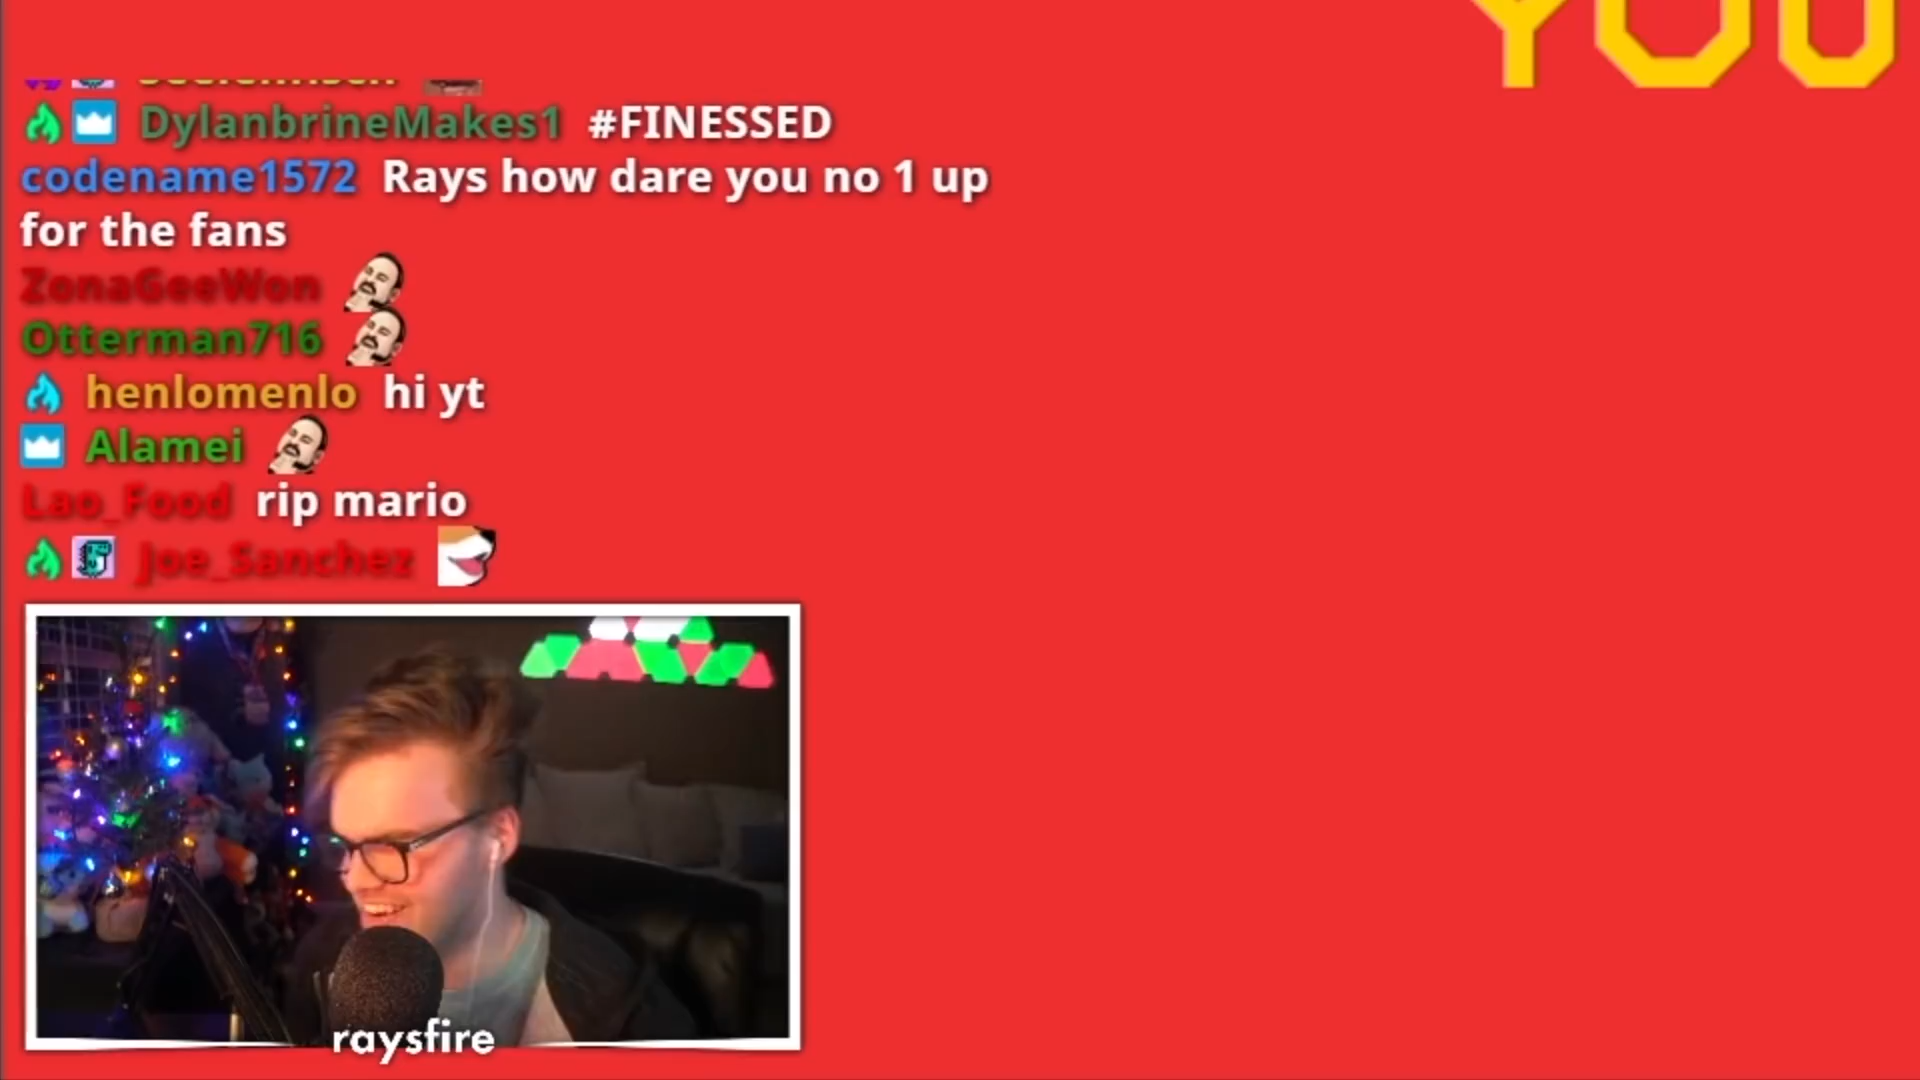 YOU
DylanbrineMakes1 #FINESSED
codename1572 Rays how dare you no 1 up
for the fans
ZonaGeeWon
Otterman716
henlomenlo hi yt
Alamei
Lao_Food rip mario
Joe_Sanchez
raysfire